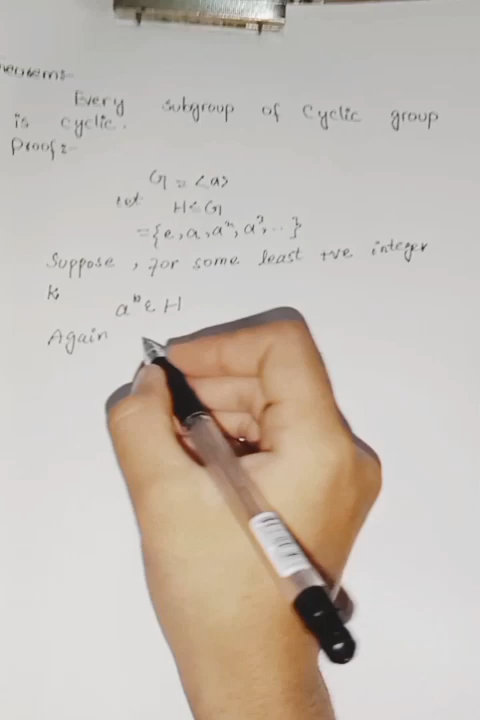 Every subgroup of cyclic group
is cyclic.
Proof:-
G = <a>
Let H ≤ G
= {e, a, a², a³, ...}
Suppose, for some least +ve integer
k,
aᵏ ∈ H
Again